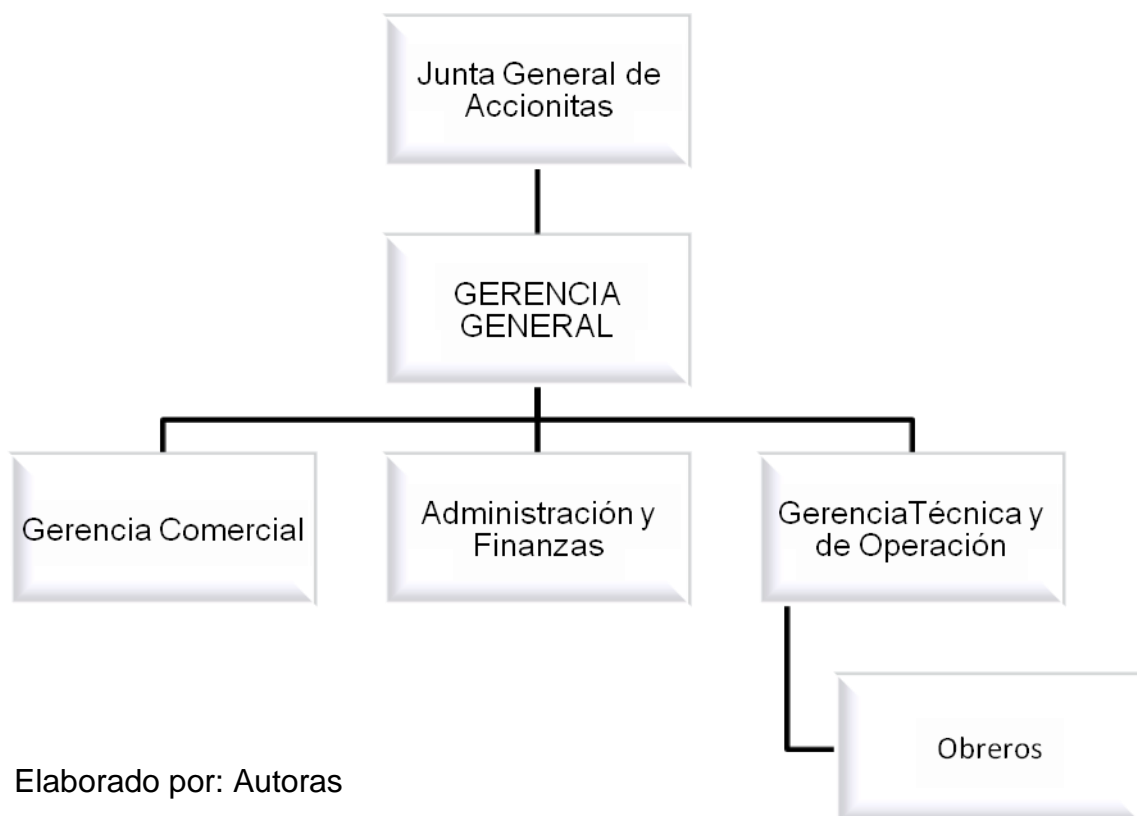 Junta General de
Accionitas
GERENCIA
GENERAL
Gerencia Comercial
Administración y
Finanzas
GerenciaTécnica y
de Operación
Obreros
Elaborado por: Autoras